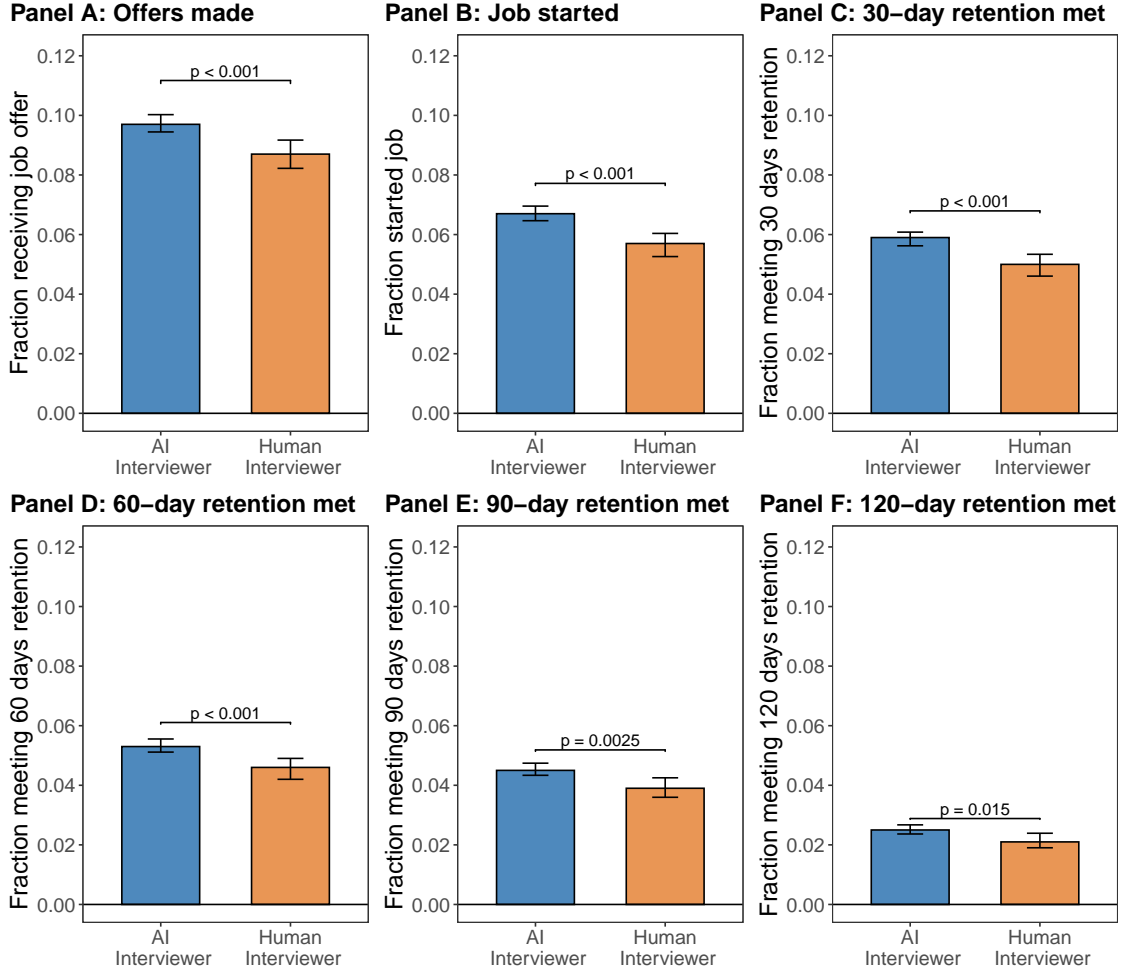 Panel A: Offers made
Fraction receiving job offer
0.12
0.10
0.08
0.06
0.04
0.02
0.00
p < 0.001
AI
Interviewer
Human
Interviewer
Panel B: Job started
Fraction started job
0.12
0.10
0.08
0.06
0.04
0.02
0.00
p < 0.001
AI
Interviewer
Human
Interviewer
Panel C: 30−day retention met
Fraction meeting 30 days retention
0.12
0.10
0.08
0.06
0.04
0.02
0.00
p < 0.001
AI
Interviewer
Human
Interviewer
Panel D: 60−day retention met
Fraction meeting 60 days retention
0.12
0.10
0.08
0.06
0.04
0.02
0.00
p < 0.001
AI
Interviewer
Human
Interviewer
Panel E: 90−day retention met
Fraction meeting 90 days retention
0.12
0.10
0.08
0.06
0.04
0.02
0.00
p = 0.0025
AI
Interviewer
Human
Interviewer
Panel F: 120−day retention met
Fraction meeting 120 days retention
0.12
0.10
0.08
0.06
0.04
0.02
0.00
p = 0.015
AI
Interviewer
Human
Interviewer